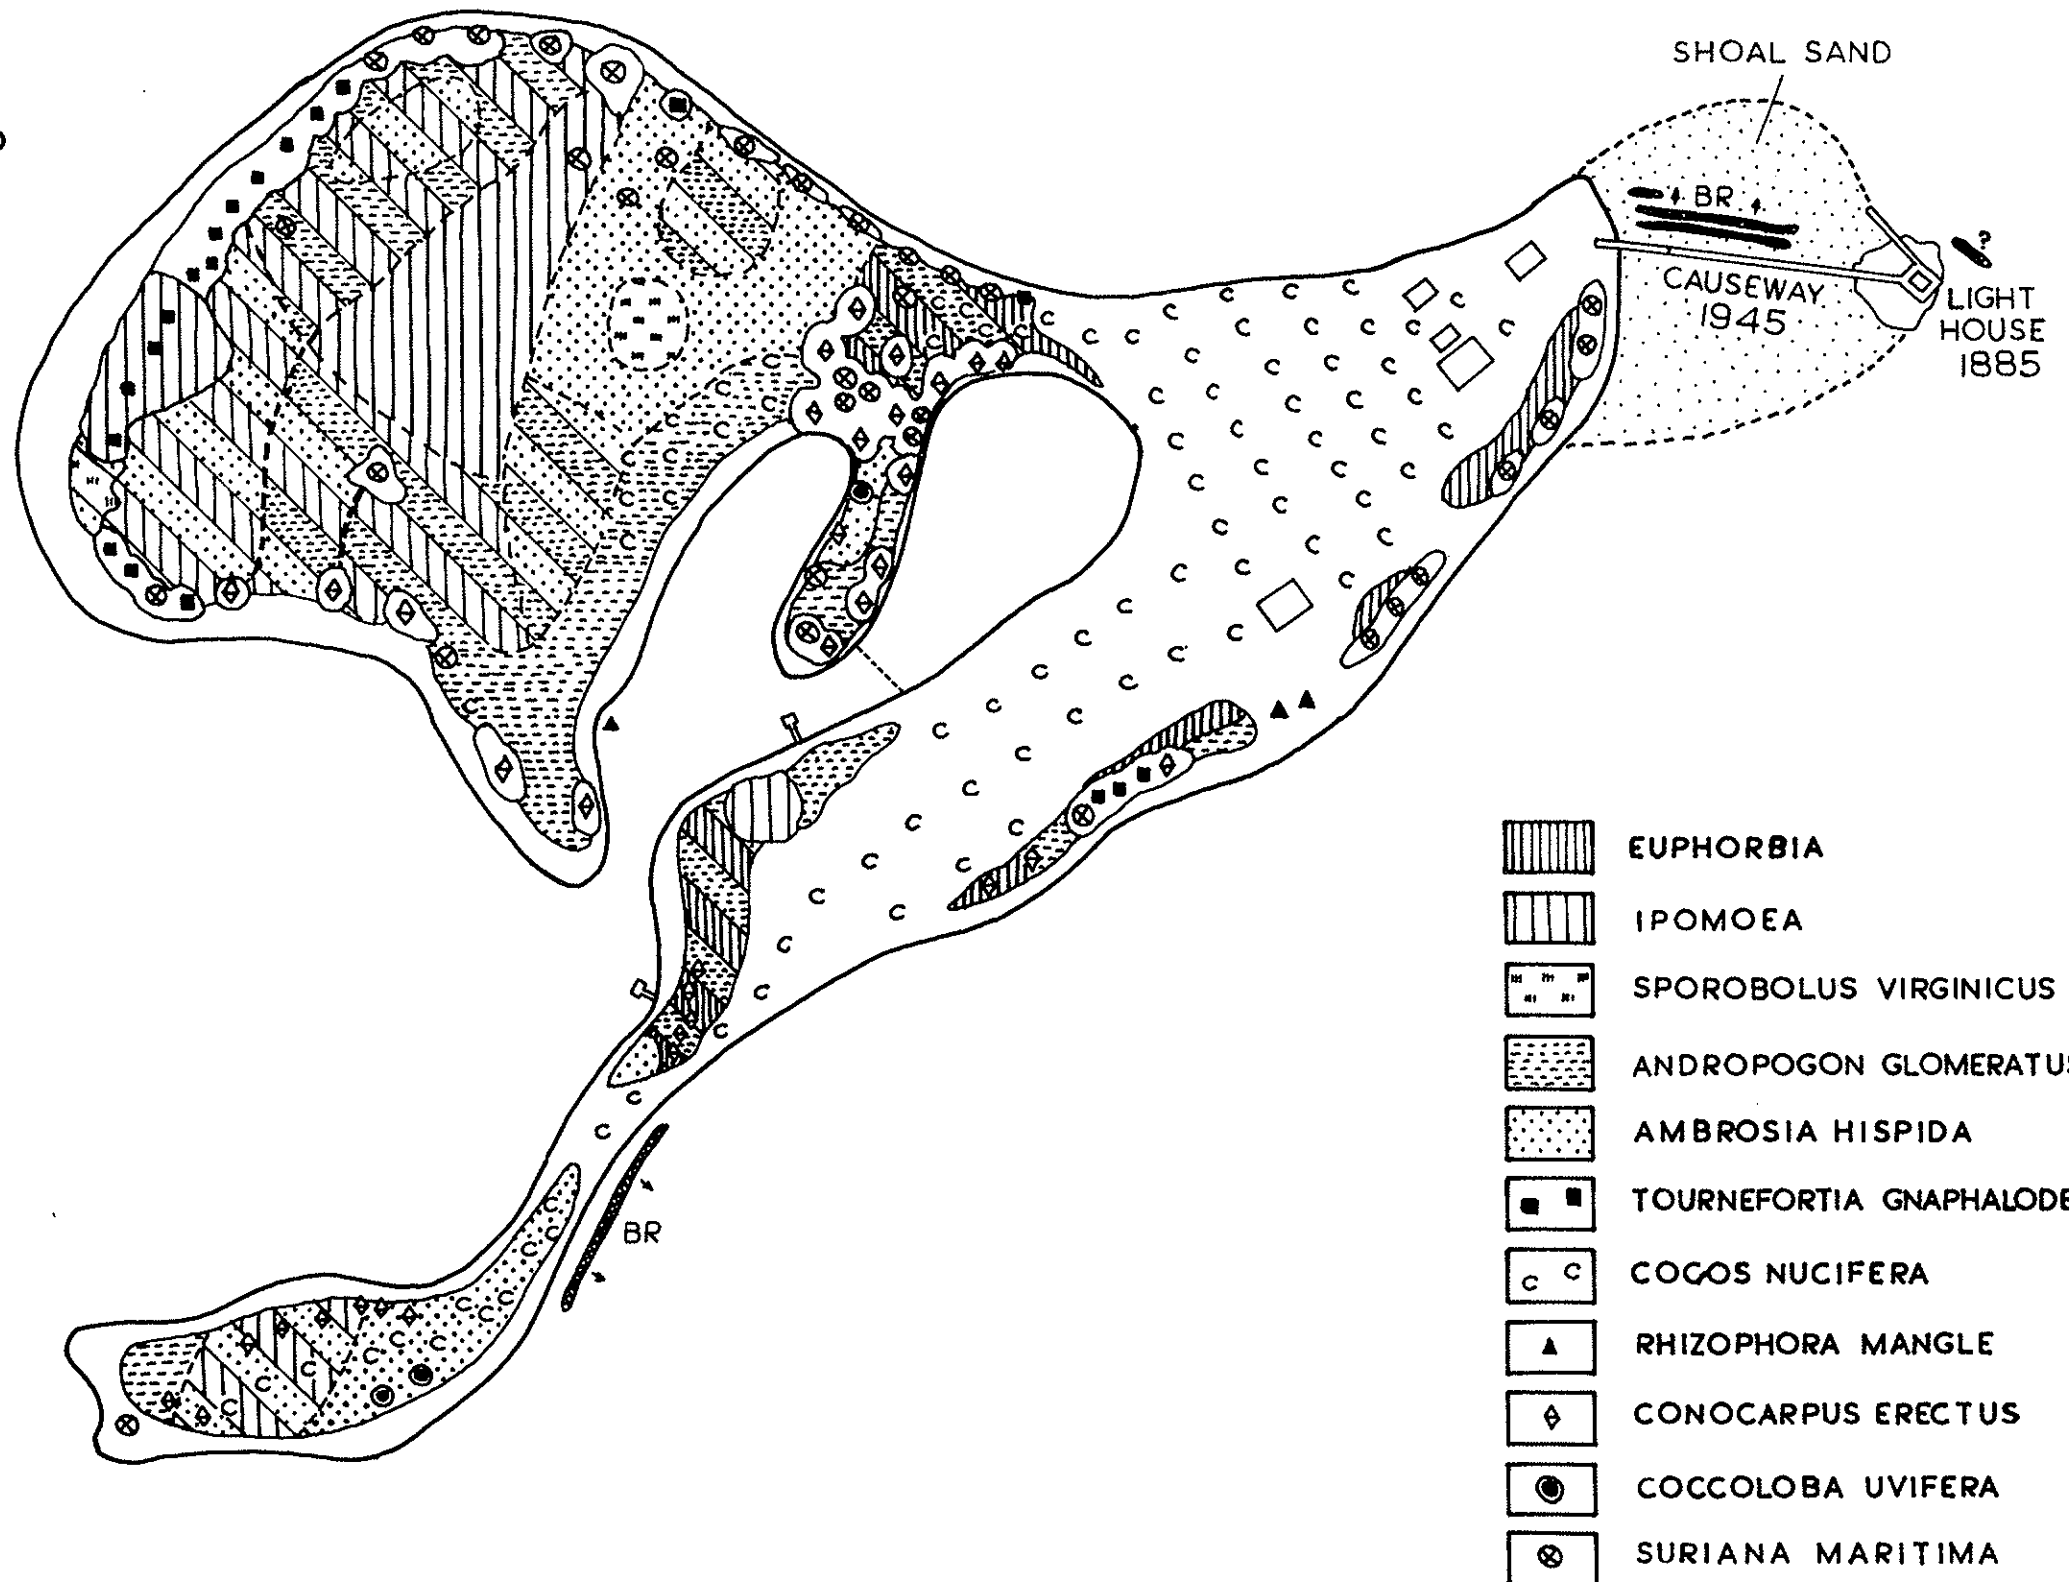 SHOAL SAND
BR
CAUSEWAY
1945
LIGHT
HOUSE
1885
BR
EUPHORBIA
IPOMOEA
SPOROBOLUS VIRGINICUS
ANDROPOGON GLOMERATUS
AMBROSIA HISPIDA
TOURNEFORTIA GNAPHALODE
COCOS NUCIFERA
RHIZOPHORA MANGLE
CONOCARPUS ERECTUS
COCCOLOBA UVIFERA
SURIANA MARITIMA